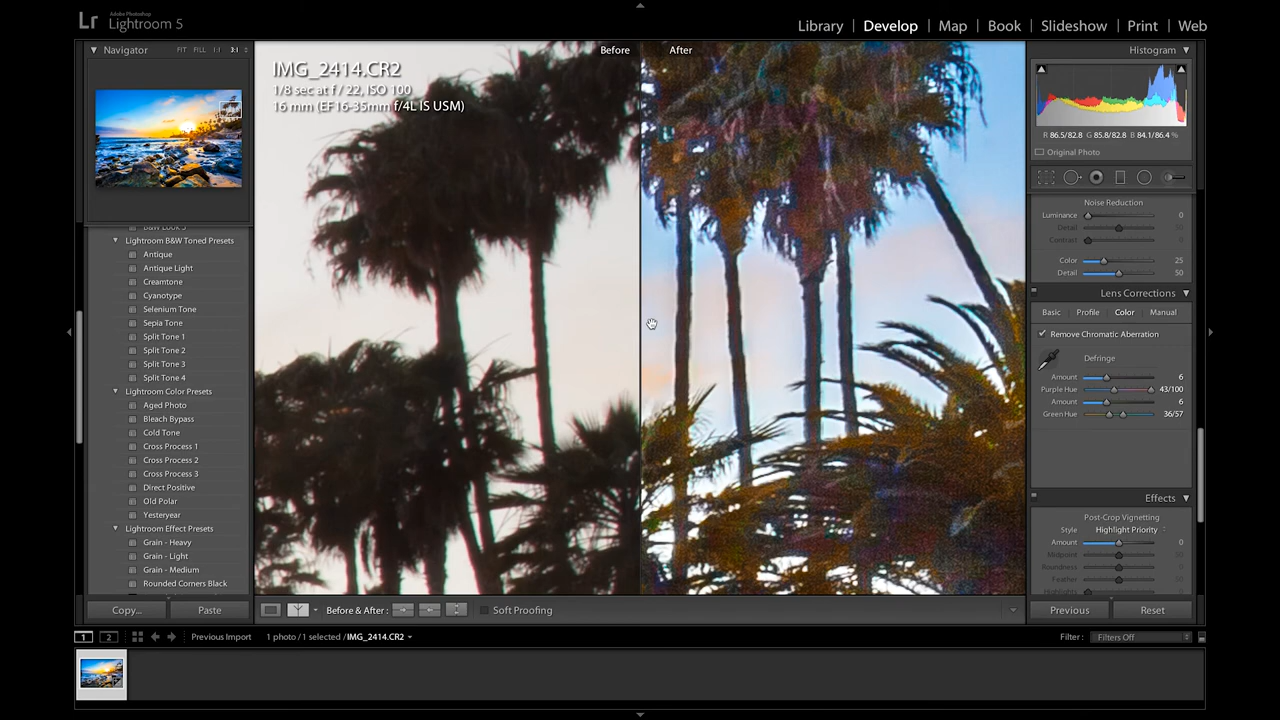 Lr
Adobe Photoshop
Lightroom 5
Library
Develop
Map
Book
Slideshow
Print
Web
Navigator
FIT
FILL
1:1
3:1
Before
After
IMG_2414.CR2
1/8 sec at f / 22, ISO 100
16 mm (EF16-35mm f/4L IS USM)
Histogram
R 86.5/82.8 G 85.8/82.8 B 84.1/86.4 %
Original Photo
B&W Look 5
Lightroom B&W Toned Presets
Antique
Antique Light
Creamtone
Cyanotype
Selenium Tone
Sepia Tone
Split Tone 1
Split Tone 2
Split Tone 3
Split Tone 4
Lightroom Color Presets
Aged Photo
Bleach Bypass
Cold Tone
Cross Process 1
Cross Process 2
Cross Process 3
Direct Positive
Old Polar
Yesteryear
Lightroom Effect Presets
Grain - Heavy
Grain - Light
Grain - Medium
Rounded Corners Black
Noise Reduction
Luminance 0
Detail
Contrast
Color 25
Detail 50
Lens Corrections
Basic
Profile
Color
Manual
Remove Chromatic Aberration
Defringe
Amount 6
Purple Hue 43/100
Amount 6
Green Hue 36/57
Effects
Post-Crop Vignetting
Style Highlight Priority
Amount 0
Midpoint
Roundness
Feather
Highlights
Copy...
Paste
Before & After :
Soft Proofing
Previous
Reset
1
2
Previous Import
1 photo / 1 selected / IMG_2414.CR2
Filter :
Filters Off